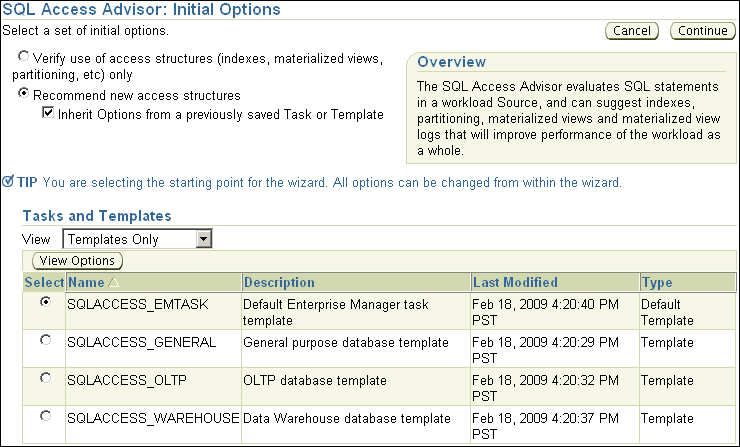 SQL Access Advisor: Initial Options
Select a set of initial options.
Cancel
Continue
Verify use of access structures (indexes, materialized views,
partitioning, etc) only
Recommend new access structures
Inherit Options from a previously saved Task or Template
Overview
The SQL Access Advisor evaluates SQL statements
in a workload Source, and can suggest indexes,
partitioning, materialized views and materialized view
logs that will improve performance of the workload as
a whole.
TIP You are selecting the starting point for the wizard. All options can be changed from within the wizard.
Tasks and Templates
View Templates Only
View Options
Select Name Description Last Modified Type
SQLACCESS_EMTASK Default Enterprise Manager task Feb 18, 2009 4:20:40 PM Default
template PST Template
SQLACCESS_GENERAL General purpose database template Feb 18, 2009 4:20:29 PM Template
PST
SQLACCESS_OLTP OLTP database template Feb 18, 2009 4:20:32 PM Template
PST
SQLACCESS_WAREHOUSE Data Warehouse database template Feb 18, 2009 4:20:37 PM Template
PST